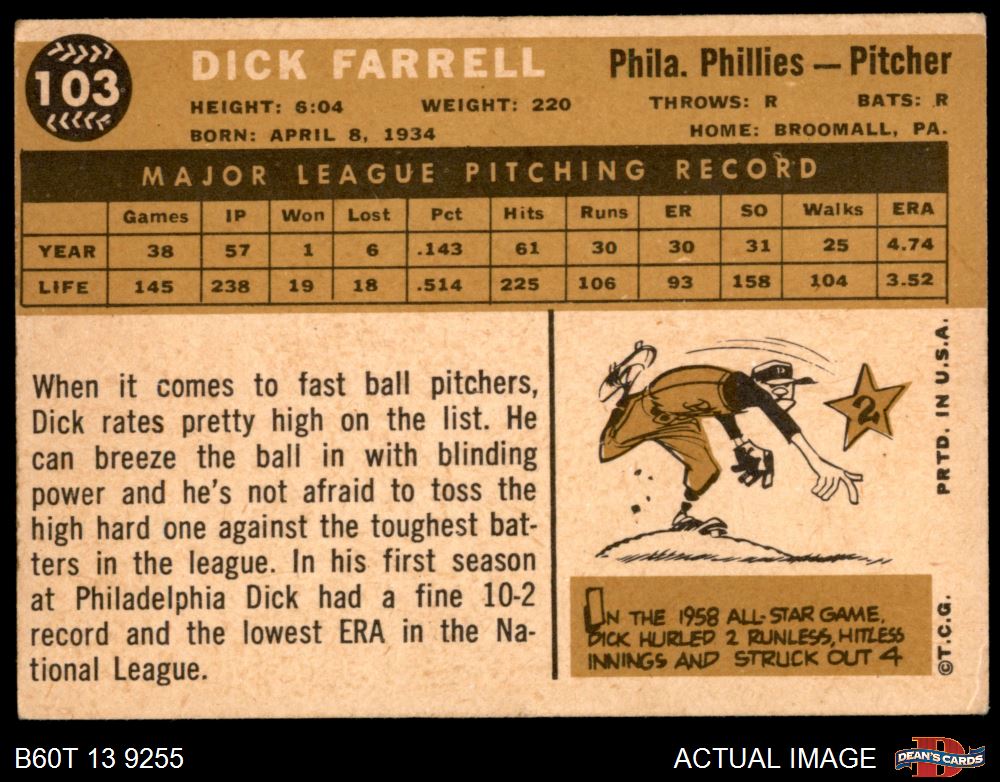 103
DICK FARRELL
Phila. Phillies — Pitcher
HEIGHT: 6:04 WEIGHT: 220 THROWS: R BATS: R
BORN: APRIL 8, 1934 HOME: BROOMALL, PA.
MAJOR LEAGUE PITCHING RECORD
Games IP Won Lost Pct Hits Runs ER SO Walks ERA
YEAR 38 57 1 6 .143 61 30 30 31 25 4.74
LIFE 145 238 19 18 .514 225 106 93 158 104 3.52
When it comes to fast ball pitchers,
Dick rates pretty high on the list. He
can breeze the ball in with blinding
power and he's not afraid to toss the
high hard one against the toughest bat-
ters in the league. In his first season
at Philadelphia Dick had a fine 10-2
record and the lowest ERA in the Na-
tional League.
2
IN THE 1958 ALL-STAR GAME,
DICK HURLED 2 RUNLESS, HITLESS
INNINGS AND STRUCK OUT 4
©T.C.G. PRTD. IN U.S.A.
B60T 13 9255
ACTUAL IMAGE
D
DEAN'S CARDS